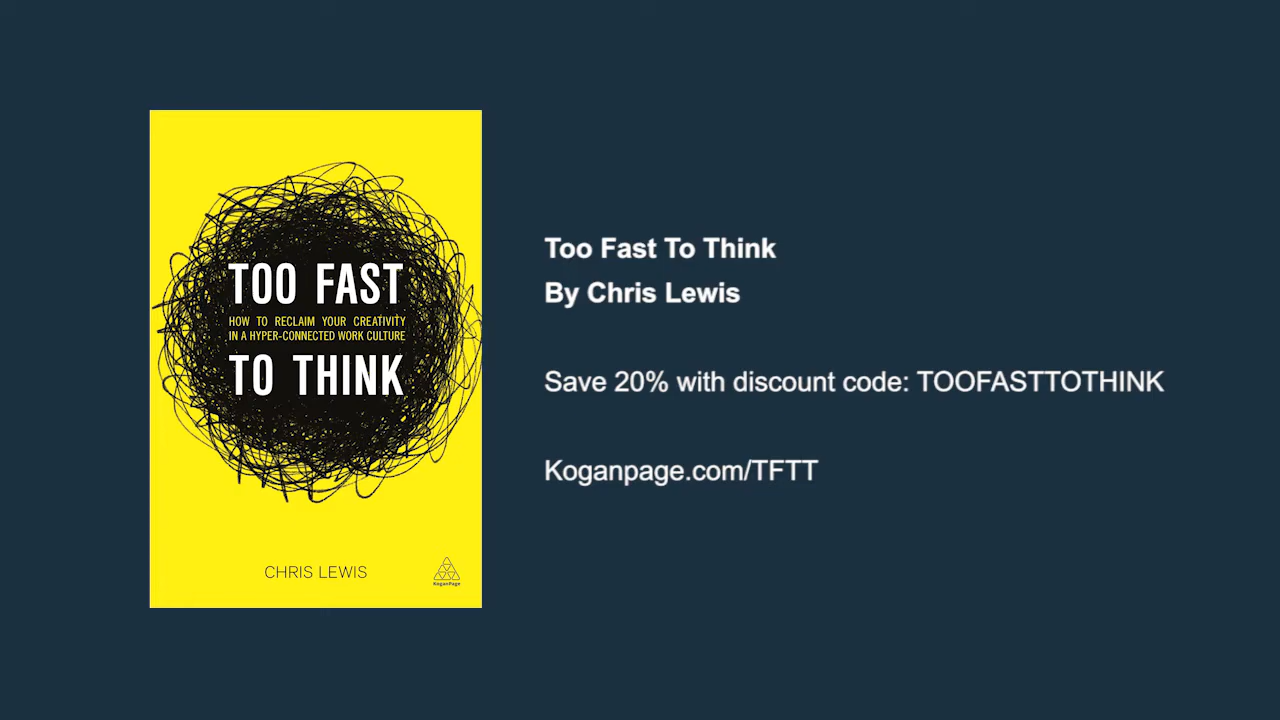 TOO FAST
HOW TO RECLAIM YOUR CREATIVITY
IN A HYPER-CONNECTED WORK CULTURE
TO THINK
CHRIS LEWIS
KoganPage
Too Fast To Think
By Chris Lewis
Save 20% with discount code: TOOFASTTOTHINK
Koganpage.com/TFTT